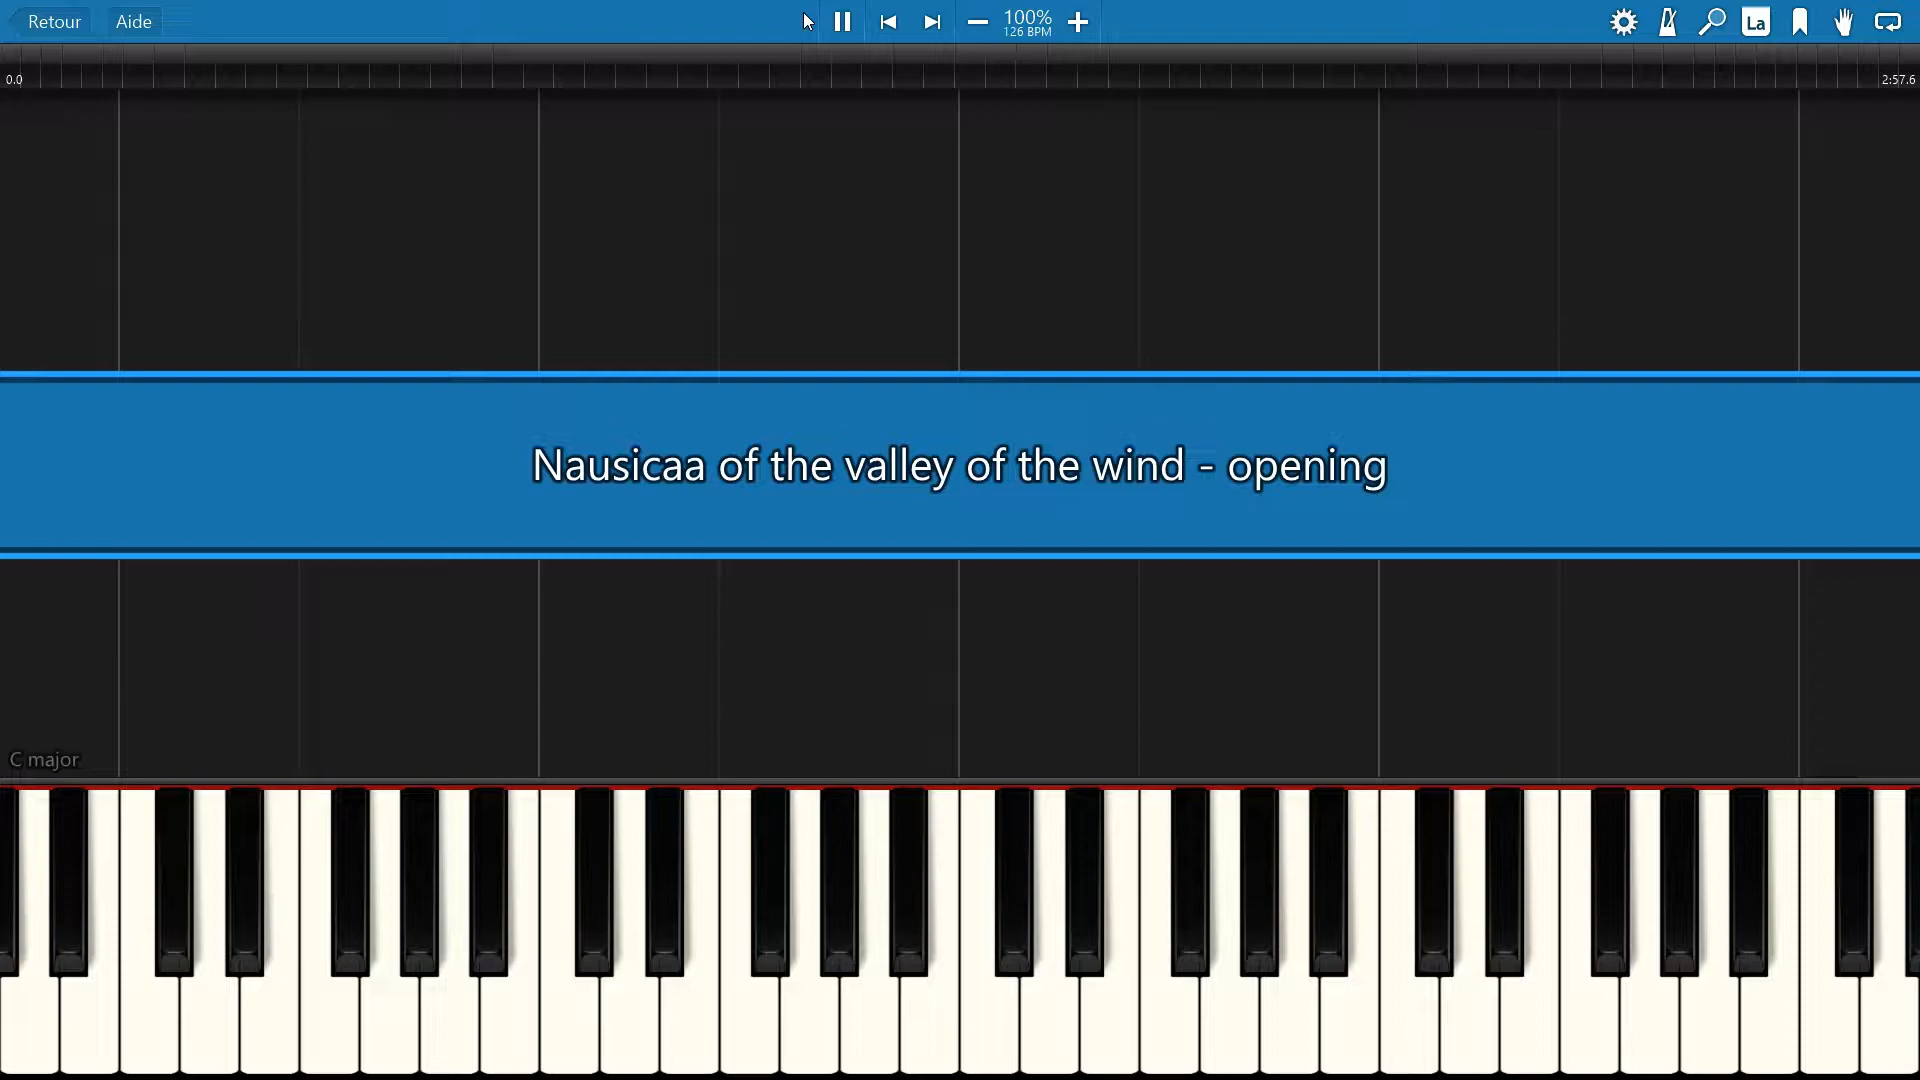 Retour
Aide
100%
126 BPM
La
0.0
2:57.6
Nausicaa of the valley of the wind - opening
C major